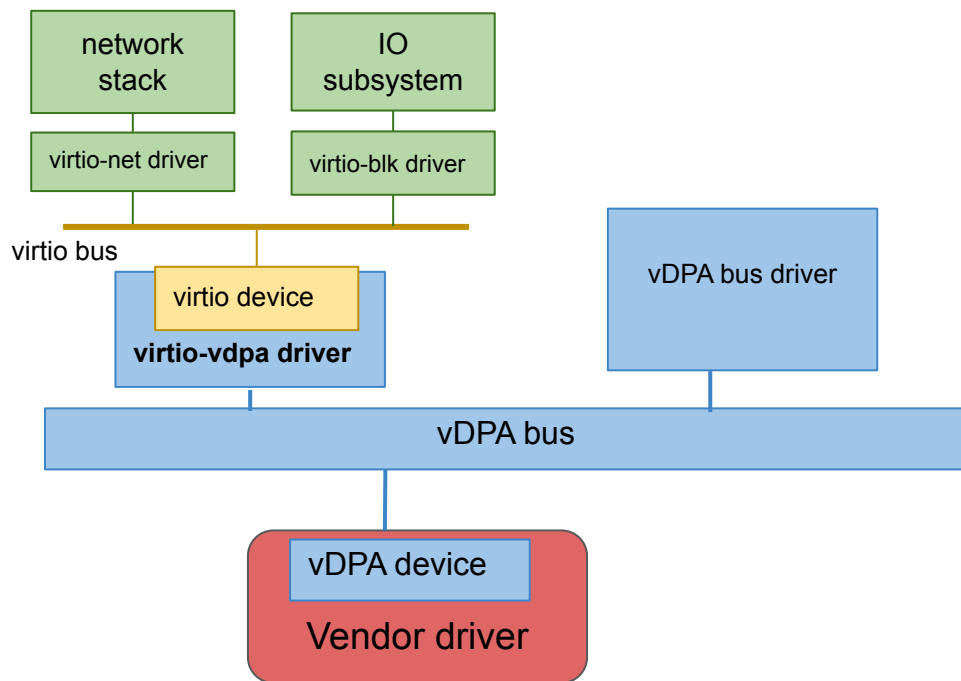 network
stack
IO
subsystem
virtio-net driver
virtio-blk driver
virtio bus
virtio device
virtio-vdpa driver
vDPA bus driver
vDPA bus
vDPA device
Vendor driver